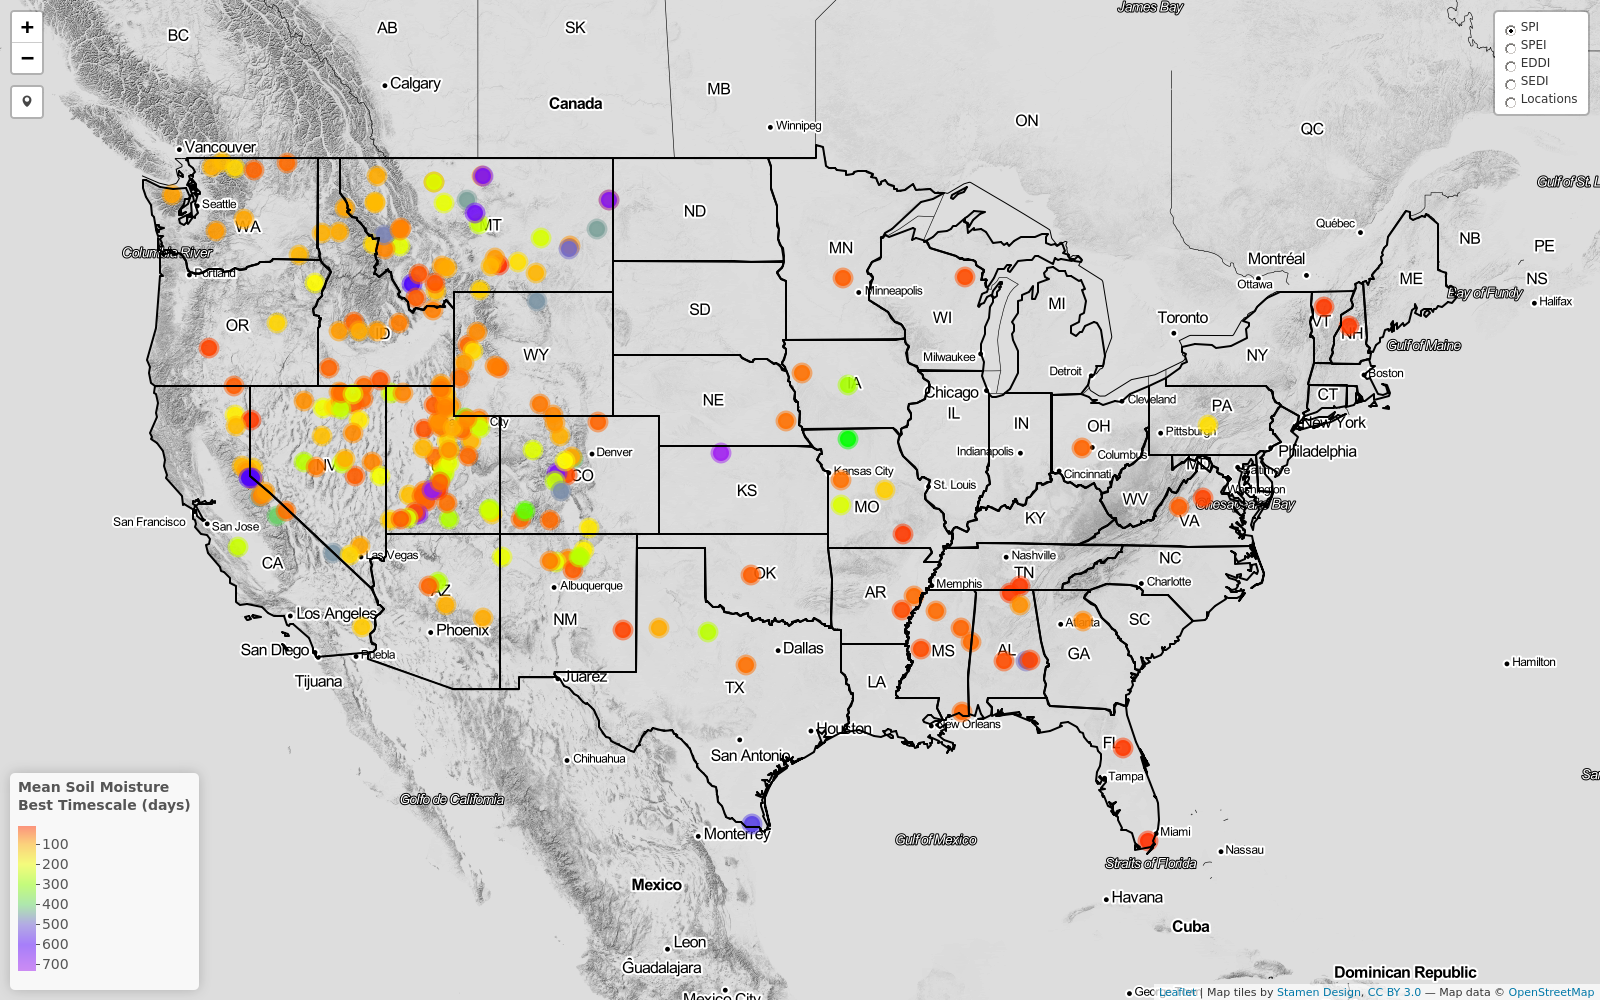 James Bay
+
−
BC
AB
SK
MB
ON
QC
Calgary
Canada
Winnipeg
Vancouver
SPI
SPEI
EDDI
SEDI
Locations
Gulf of St. L
Seattle
WA
MT
ND
MN
Québec
NB
PE
NS
Halifax
Columbia River
Portland
Montréal
Ottawa
ME
Bay of Fundy
OR
ID
SD
Minneapolis
WI
MI
Toronto
VT
NH
Gulf of Maine
WY
Milwaukee
Detroit
NY
Boston
NE
IA
Chicago
IL
Cleveland
CT
PA
New York
City
Denver
IN
OH
Pittsburgh
Columbus
Philadelphia
NV
CO
Kansas City
Indianapolis
Cincinnati
MD
Baltimore
Washington
Chesapeake Bay
KS
St. Louis
MO
WV
VA
KY
San Francisco
San Jose
CA
Las Vegas
Nashville
TN
NC
Charlotte
AZ
Albuquerque
OK
AR
Memphis
Los Angeles
Phoenix
NM
Atlanta
SC
San Diego
Puebla
Dallas
MS
AL
GA
Tijuana
Juárez
TX
LA
Hamilton
Houston
New Orleans
San Antonio
FL
Chihuahua
Tampa
Golfo de California
Monterrey
Gulf of Mexico
Miami
Nassau
Straits of Florida
Mexico
Havana
Cuba
Leon
Guadalajara
Mexico City
Dominican Republic
Mean Soil Moisture
Best Timescale (days)
100
200
300
400
500
600
700
Leaflet | Map tiles by Stamen Design, CC BY 3.0 — Map data © OpenStreetMap